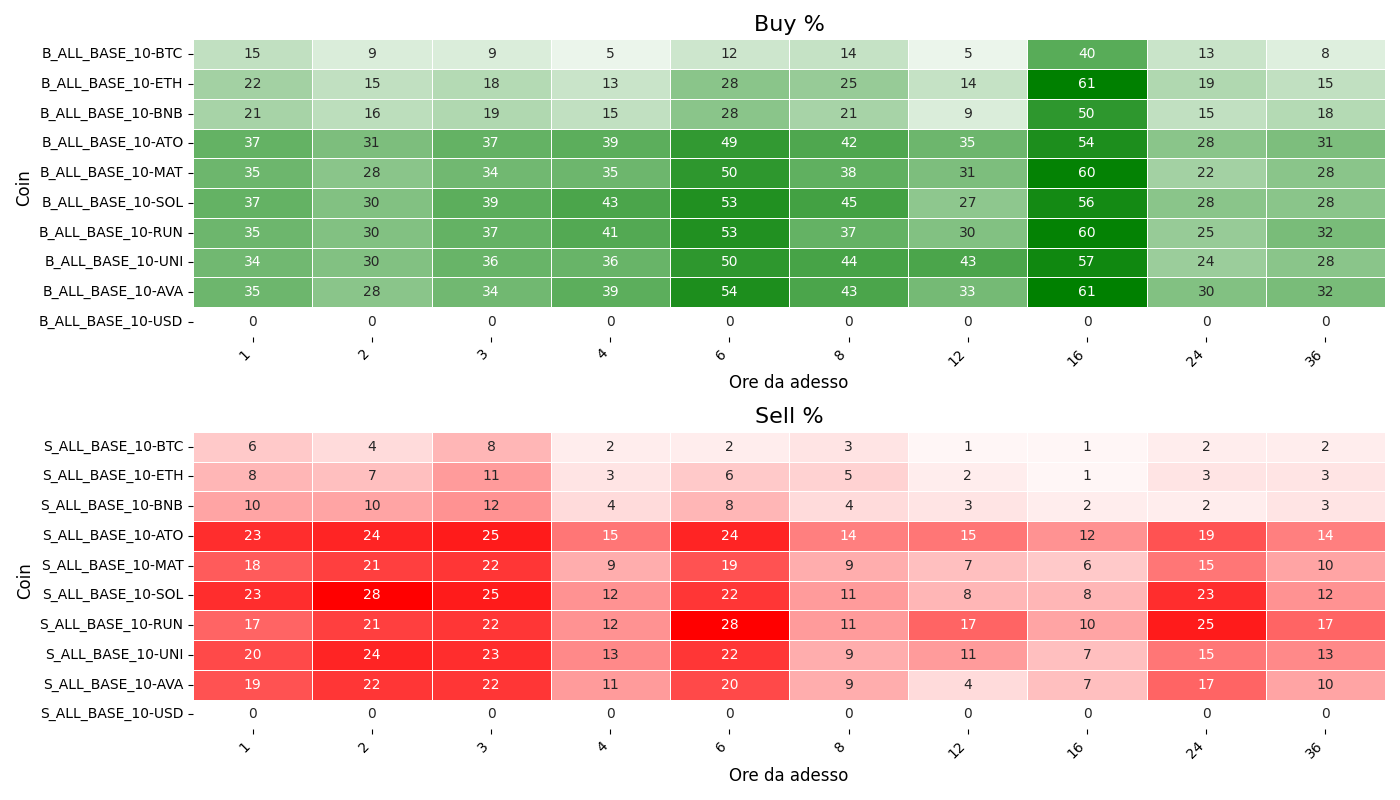 Buy %
Coin
B_ALL_BASE_10-BTC 15 9 9 5 12 14 5 40 13 8
B_ALL_BASE_10-ETH 22 15 18 13 28 25 14 61 19 15
B_ALL_BASE_10-BNB 21 16 19 15 28 21 9 50 15 18
B_ALL_BASE_10-ATO 37 31 37 39 49 42 35 54 28 31
B_ALL_BASE_10-MAT 35 28 34 35 50 38 31 60 22 28
B_ALL_BASE_10-SOL 37 30 39 43 53 45 27 56 28 28
B_ALL_BASE_10-RUN 35 30 37 41 53 37 30 60 25 32
B_ALL_BASE_10-UNI 34 30 36 36 50 44 43 57 24 28
B_ALL_BASE_10-AVA 35 28 34 39 54 43 33 61 30 32
B_ALL_BASE_10-USD 0 0 0 0 0 0 0 0 0 0
1 2 3 4 6 8 12 16 24 36
Ore da adesso
Sell %
Coin
S_ALL_BASE_10-BTC 6 4 8 2 2 3 1 1 2 2
S_ALL_BASE_10-ETH 8 7 11 3 6 5 2 1 3 3
S_ALL_BASE_10-BNB 10 10 12 4 8 4 3 2 2 3
S_ALL_BASE_10-ATO 23 24 25 15 24 14 15 12 19 14
S_ALL_BASE_10-MAT 18 21 22 9 19 9 7 6 15 10
S_ALL_BASE_10-SOL 23 28 25 12 22 11 8 8 23 12
S_ALL_BASE_10-RUN 17 21 22 12 28 11 17 10 25 17
S_ALL_BASE_10-UNI 20 24 23 13 22 9 11 7 15 13
S_ALL_BASE_10-AVA 19 22 22 11 20 9 4 7 17 10
S_ALL_BASE_10-USD 0 0 0 0 0 0 0 0 0 0
1 2 3 4 6 8 12 16 24 36
Ore da adesso